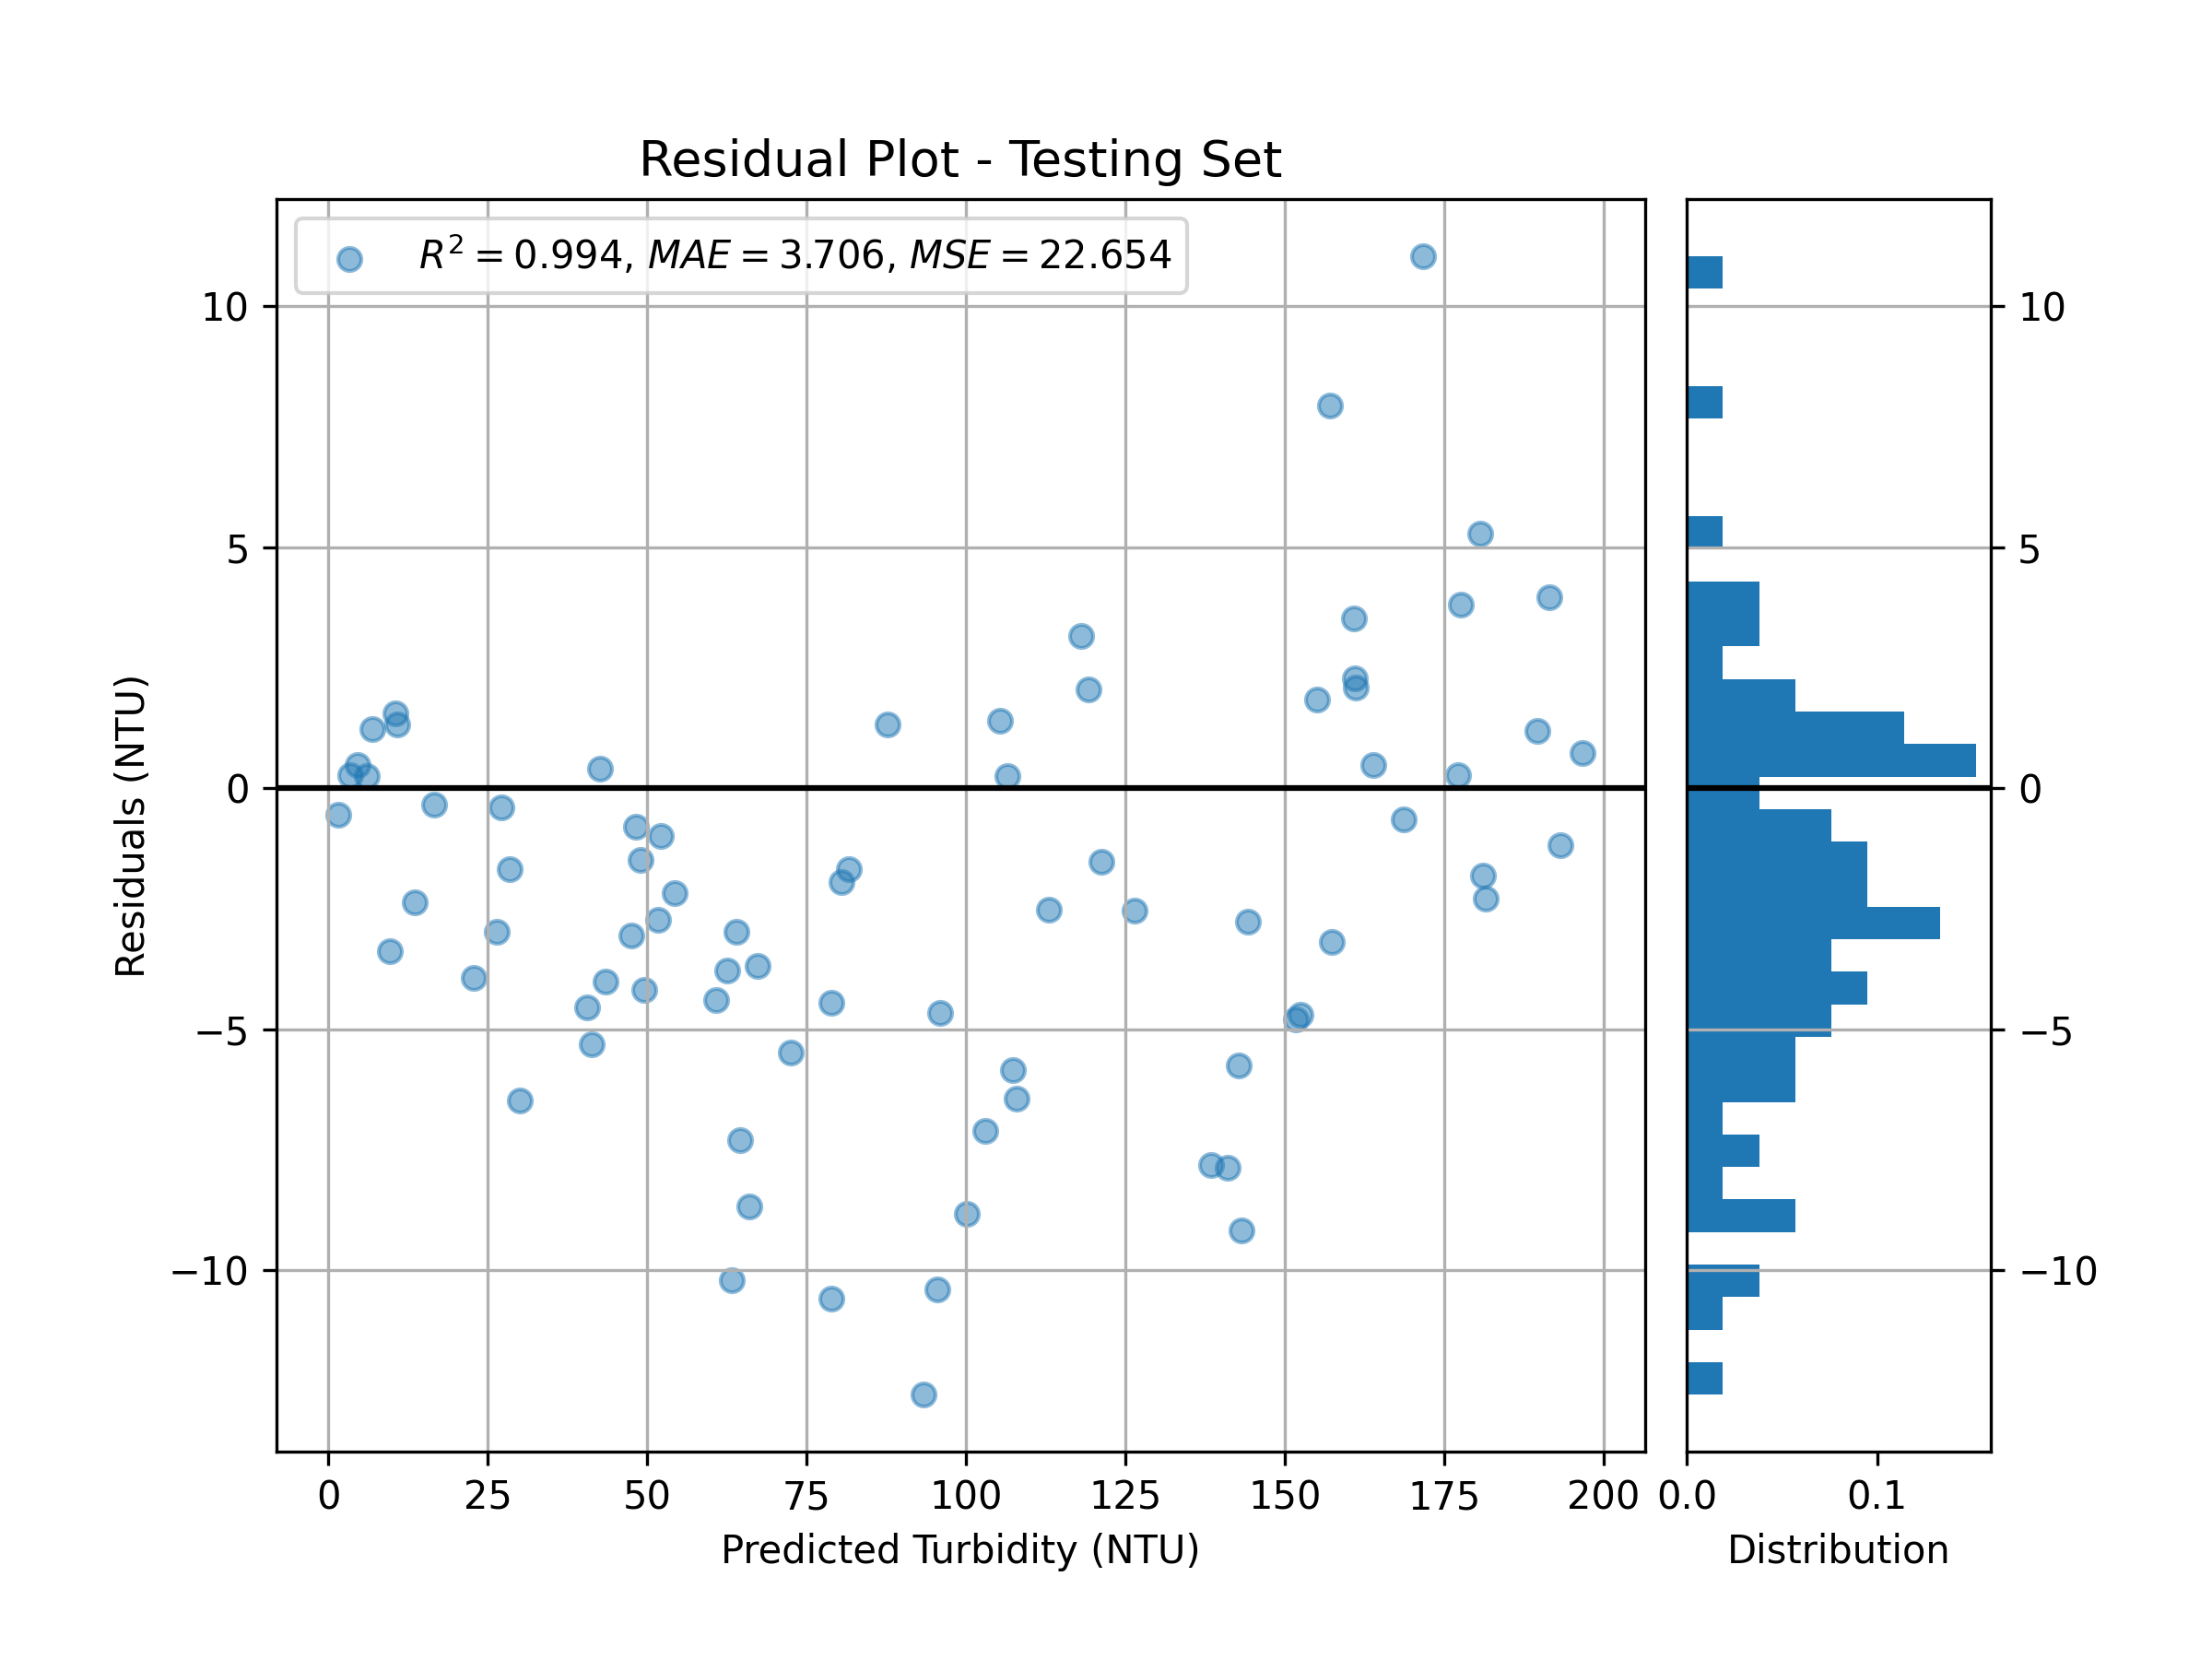 Residual Plot - Testing Set
R² = 0.994, MAE = 3.706, MSE = 22.654
10
5
0
−5
−10
Residuals (NTU)
0 25 50 75 100 125 150 175 200
Predicted Turbidity (NTU)
10
5
0
−5
−10
0.0 0.1
Distribution